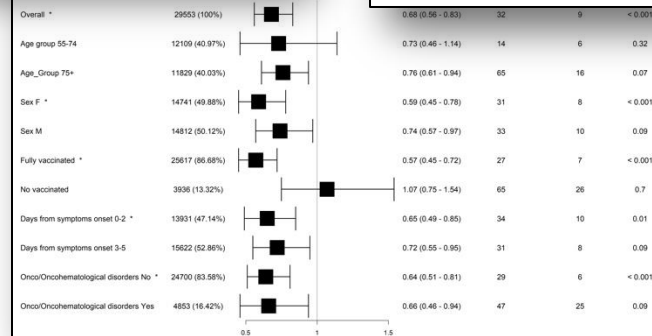 Overall * 29553 (100%) 0.68 (0.56 - 0.83) 32 9 < 0.001
Age group 55-74 12109 (40.97%) 0.73 (0.46 - 1.14) 14 6 0.32
Age_Group 75+ 11829 (40.03%) 0.76 (0.61 - 0.94) 65 16 0.07
Sex F * 14741 (49.88%) 0.59 (0.45 - 0.78) 31 8 < 0.001
Sex M 14812 (50.12%) 0.74 (0.57 - 0.97) 33 10 0.09
Fully vaccinated * 25617 (86.68%) 0.57 (0.45 - 0.72) 27 7 < 0.001
No vaccinated 3936 (13.32%) 1.07 (0.75 - 1.54) 65 26 0.7
Days from symptoms onset 0-2 * 13931 (47.14%) 0.65 (0.49 - 0.85) 34 10 0.01
Days from symptoms onset 3-5 15622 (52.86%) 0.72 (0.55 - 0.95) 31 8 0.09
Onco/Oncohematological disorders No * 24700 (83.58%) 0.64 (0.51 - 0.81) 29 6 < 0.001
Onco/Oncohematological disorders Yes 4853 (16.42%) 0.66 (0.46 - 0.94) 47 25 0.09
0.5 1 1.5